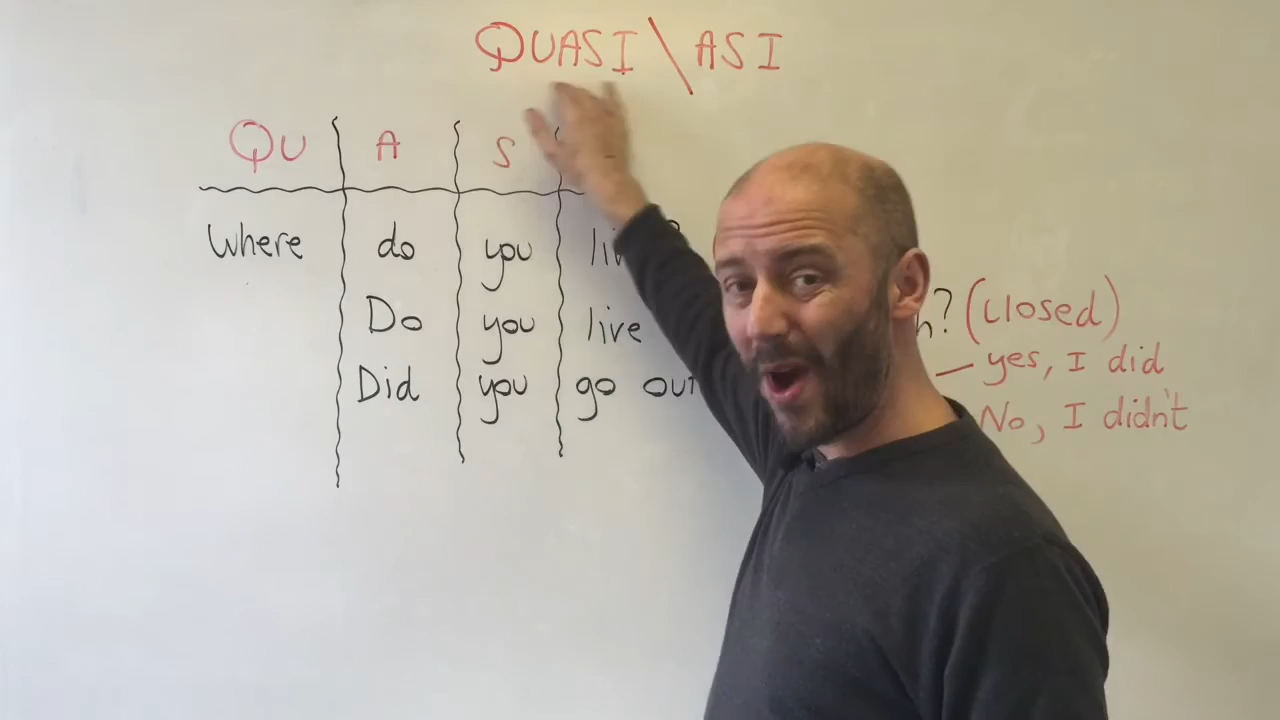 QUASI \ ASI
Qu A S
Where do you
Do you live (closed)
yes, I did
Did you go out
No, I didn't